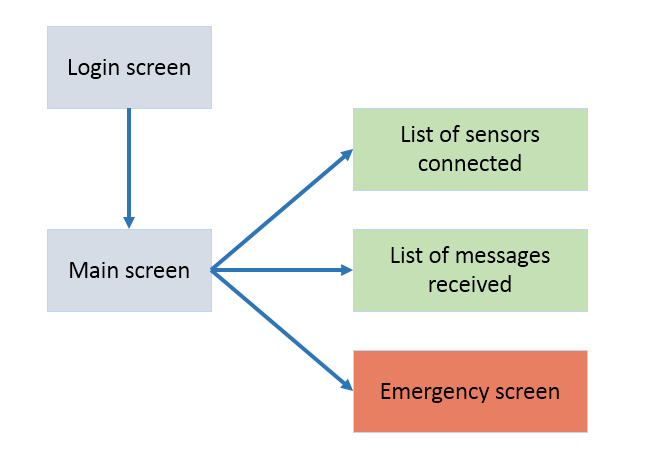 Login screen
List of sensors
connected
Main screen
List of messages
received
Emergency screen